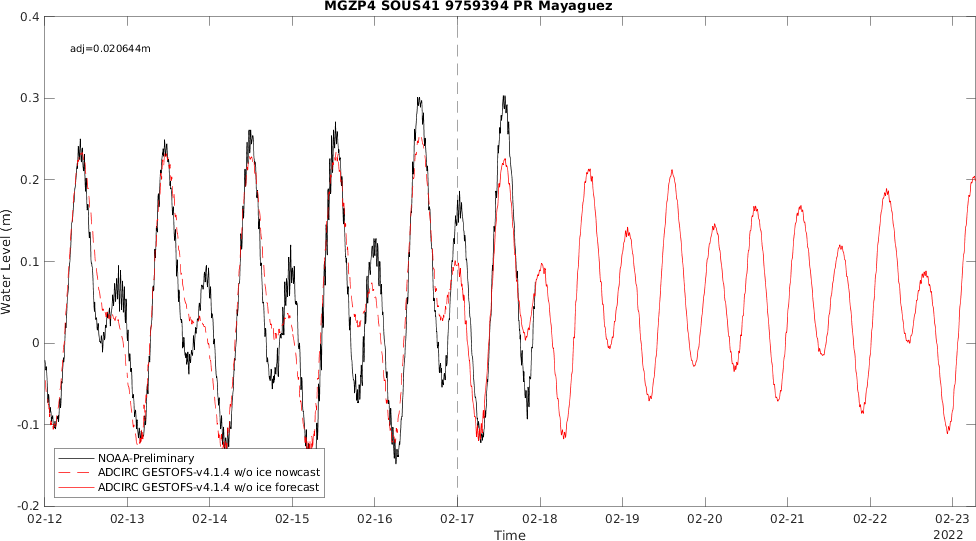 MGZP4 SOUS41 9759394 PR Mayaguez
adj=0.020644m
Water Level (m)
0.4
0.3
0.2
0.1
0
-0.1
-0.2
NOAA-Preliminary
ADCIRC GESTOFS-v4.1.4 w/o ice nowcast
ADCIRC GESTOFS-v4.1.4 w/o ice forecast
02-12 02-13 02-14 02-15 02-16 02-17 02-18 02-19 02-20 02-21 02-22 02-23
Time
2022